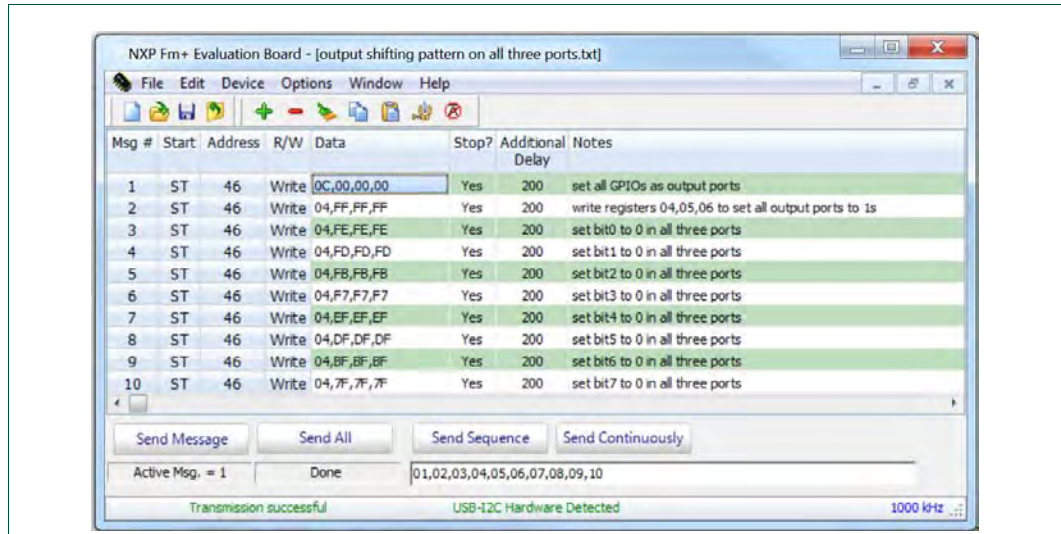 NXP Fm+ Evaluation Board - [output shifting pattern on all three ports.txt]
File Edit Device Options Window Help
Msg # Start Address R/W Data Stop? Additional Delay Notes
1 ST 46 Write 0C,00,00,00 Yes 200 set all GPIOs as output ports
2 ST 46 Write 04,FF,FF,FF Yes 200 write registers 04,05,06 to set all output ports to 1s
3 ST 46 Write 04,FE,FE,FE Yes 200 set bit0 to 0 in all three ports
4 ST 46 Write 04,FD,FD,FD Yes 200 set bit1 to 0 in all three ports
5 ST 46 Write 04,FB,FB,FB Yes 200 set bit2 to 0 in all three ports
6 ST 46 Write 04,F7,F7,F7 Yes 200 set bit3 to 0 in all three ports
7 ST 46 Write 04,EF,EF,EF Yes 200 set bit4 to 0 in all three ports
8 ST 46 Write 04,DF,DF,DF Yes 200 set bit5 to 0 in all three ports
9 ST 46 Write 04,BF,BF,BF Yes 200 set bit6 to 0 in all three ports
10 ST 46 Write 04,7F,7F,7F Yes 200 set bit7 to 0 in all three ports
Send Message Send All Send Sequence Send Continuously
Active Msg. = 1 Done 01,02,03,04,05,06,07,08,09,10
Transmission successful USB-I2C Hardware Detected 1000 kHz